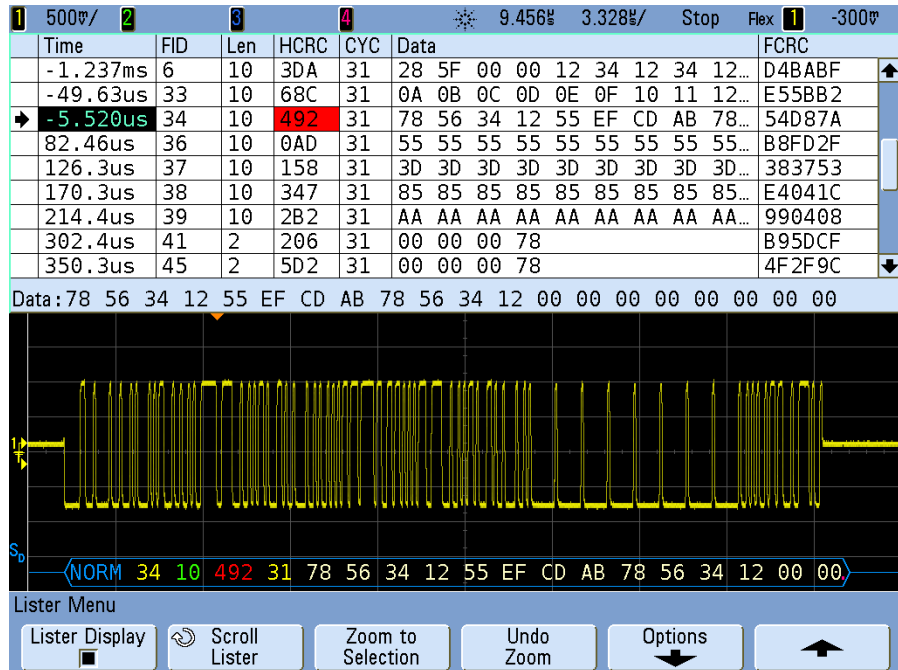 1 500▽/ 2 3 4 9.456▽ 3.328▽/ Stop Flex 1 -300▽
Time FID Len HCRC CYC Data FCRC
-1.237ms 6 10 3DA 31 28 5F 00 00 12 34 12 34 12… D4BABF
-49.63us 33 10 68C 31 0A 0B 0C 0D 0E 0F 10 11 12… E55BB2
-5.520us 34 10 492 31 78 56 34 12 55 EF CD AB 78… 54D87A
82.46us 36 10 0AD 31 55 55 55 55 55 55 55 55 55… B8FD2F
126.3us 37 10 158 31 3D 3D 3D 3D 3D 3D 3D 3D 3D… 383753
170.3us 38 10 347 31 85 85 85 85 85 85 85 85 85… E4041C
214.4us 39 10 2B2 31 AA AA AA AA AA AA AA AA AA… 990408
302.4us 41 2 206 31 00 00 00 78 B95DCF
350.3us 45 2 5D2 31 00 00 00 78 4F2F9C
Data:78 56 34 12 55 EF CD AB 78 56 34 12 00 00 00 00 00 00 00 00
1
T
SD
NORM 34 10 492 31 78 56 34 12 55 EF CD AB 78 56 34 12 00 00.
Lister Menu
Lister Display
Scroll Lister
Zoom to Selection
Undo Zoom
Options